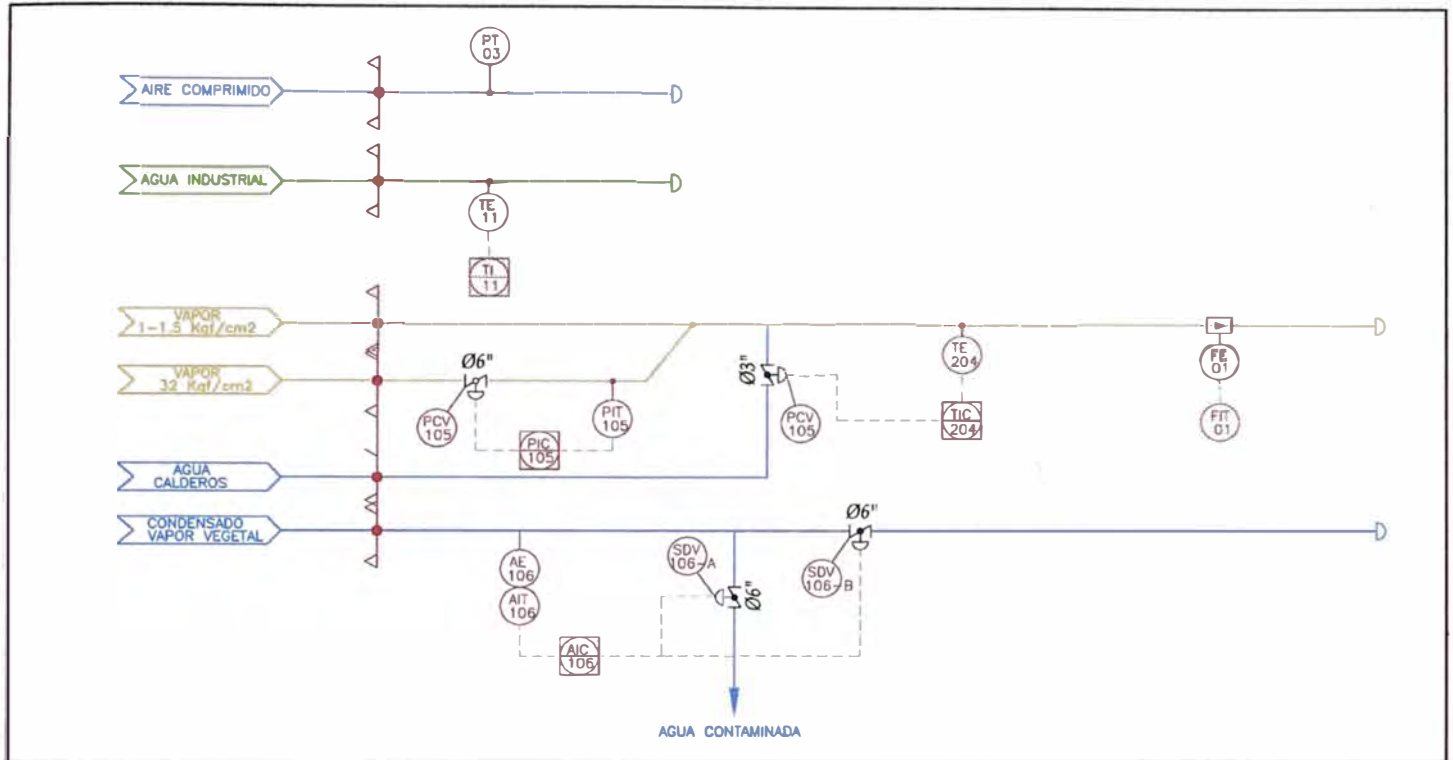 PT
03
AIRE COMPRIMIDO
AGUA INDUSTRIAL
TE
11
TI
11
VAPOR
1-1.5 Kgf/cm2
VAPOR
32 Kgf/cm2
Ø6"
PCV
105
PIT
105
PIC
105
Ø3"
PCV
105
TE
204
TIC
204
FE
01
FIT
01
AGUA
CALDEROS
CONDENSADO
VAPOR VEGETAL
AE
106
AIT
106
AIC
106
SDV
106-A
Ø6"
SDV
106-B
Ø6"
AGUA CONTAMINADA